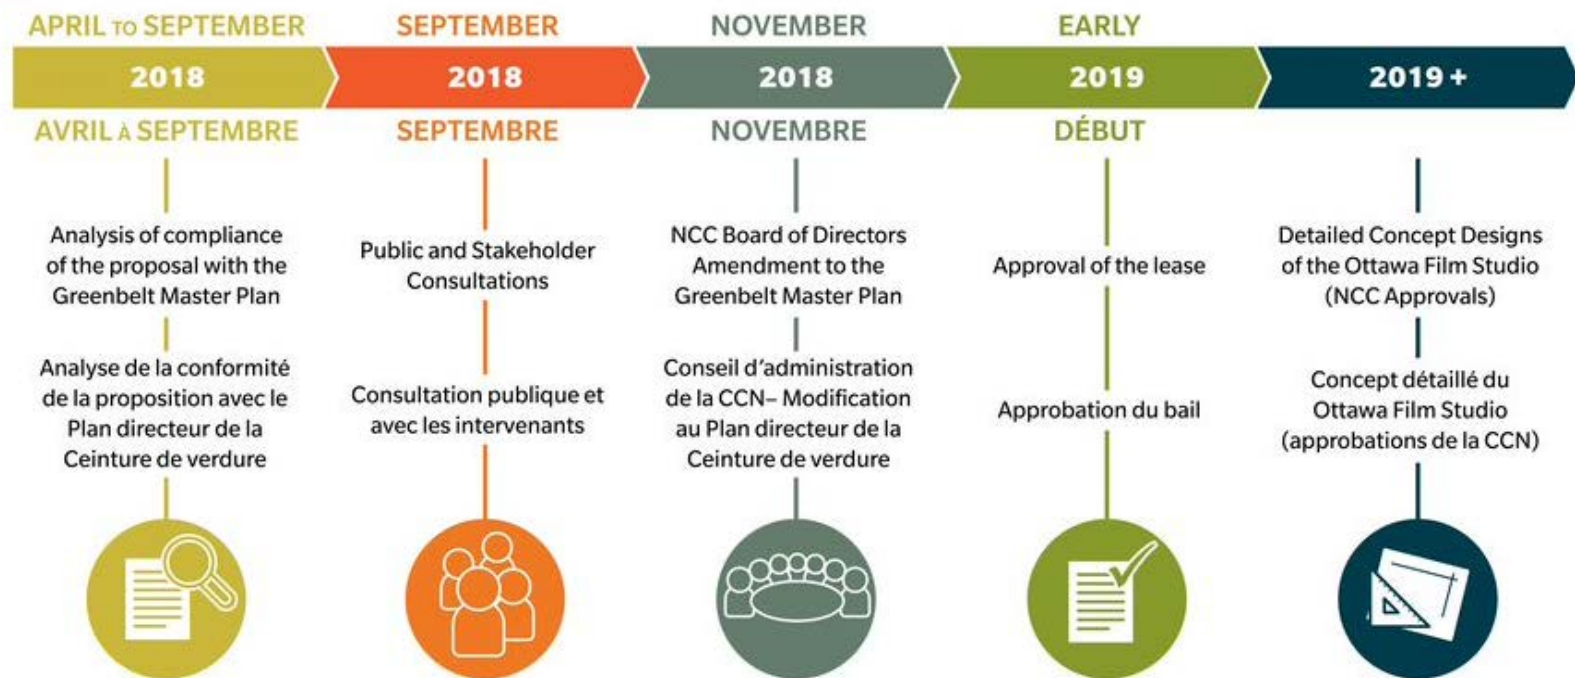 APRIL TO SEPTEMBER
2018
AVRIL À SEPTEMBRE
Analysis of compliance
of the proposal with the
Greenbelt Master Plan
Analyse de la conformité
de la proposition avec le
Plan directeur de la
Ceinture de verdure
SEPTEMBER
2018
SEPTEMBRE
Public and Stakeholder
Consultations
Consultation publique et
avec les intervenants
NOVEMBER
2018
NOVEMBRE
NCC Board of Directors
Amendment to the
Greenbelt Master Plan
Conseil d'administration
de la CCN– Modification
au Plan directeur de la
Ceinture de verdure
EARLY
2019
DÉBUT
Approval of the lease
Approbation du bail
2019 +
Detailed Concept Designs
of the Ottawa Film Studio
(NCC Approvals)
Concept détaillé du
Ottawa Film Studio
(approbations de la CCN)